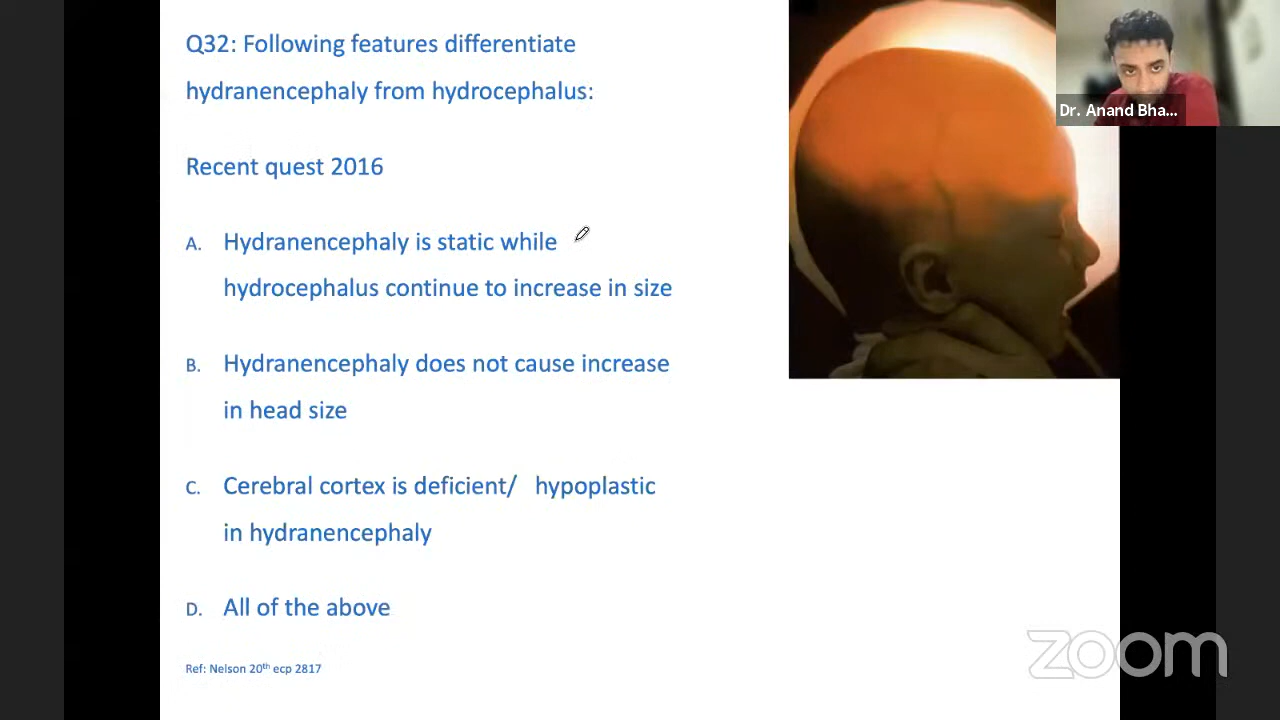 Q32: Following features differentiate
hydranencephaly from hydrocephalus:
Recent quest 2016
A. Hydranencephaly is static while
hydrocephalus continue to increase in size
B. Hydranencephaly does not cause increase
in head size
C. Cerebral cortex is deficient/ hypoplastic
in hydranencephaly
D. All of the above
Ref: Nelson 20th ecp 2817
Dr. Anand Bha...
zoom